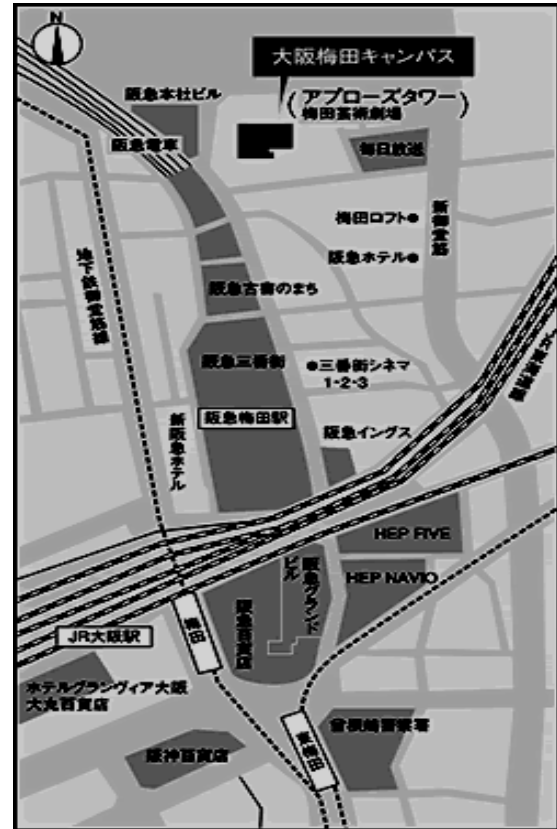 N
大阪梅田キャンパス
(アプローズタワー
梅田芸術劇場)
阪急本社ビル
阪急電車
毎日放送
梅田ロフト
新御堂筋
阪急ホテル
地下鉄御堂筋線
阪急古書のまち
阪急三番街
三番街シネマ
1-2-3
阪急梅田駅
新阪急ホテル
阪急イングス
HEP FIVE
HEP NAVIO
阪急グランド
ビル
阪急百貨店
梅田
JR大阪駅
ホテルグランヴィア大阪
大丸百貨店
阪神百貨店
東梅田
曽根崎警察署